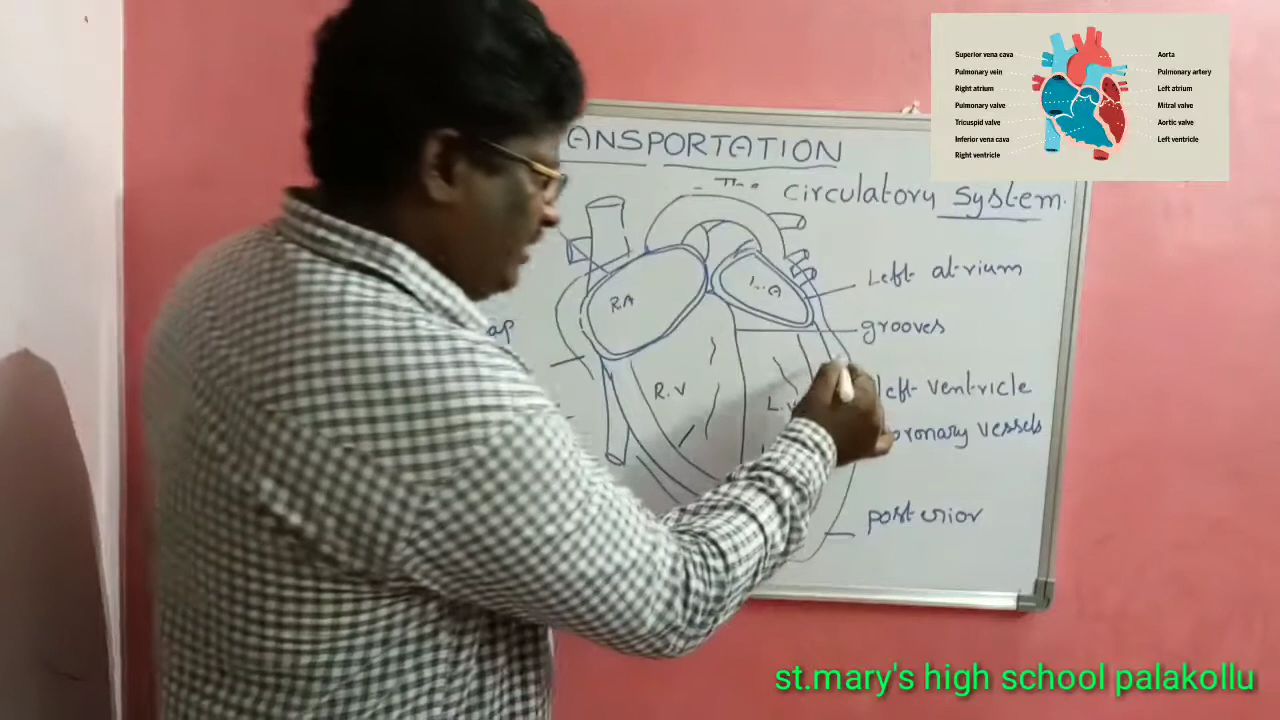 ANSPORTATION
- The Circulatory System.
Superior vena cava
Pulmonary vein
Right atrium
Pulmonary valve
Tricuspid valve
Inferior vena cava
Right ventricle
Aorta
Pulmonary artery
Left atrium
Mitral valve
Aortic valve
Left ventricle
R.A
L.A
Left atrium
grooves
R.V
L.V
left ventricle
oronary vessels
posterior
st.mary's high school palakollu